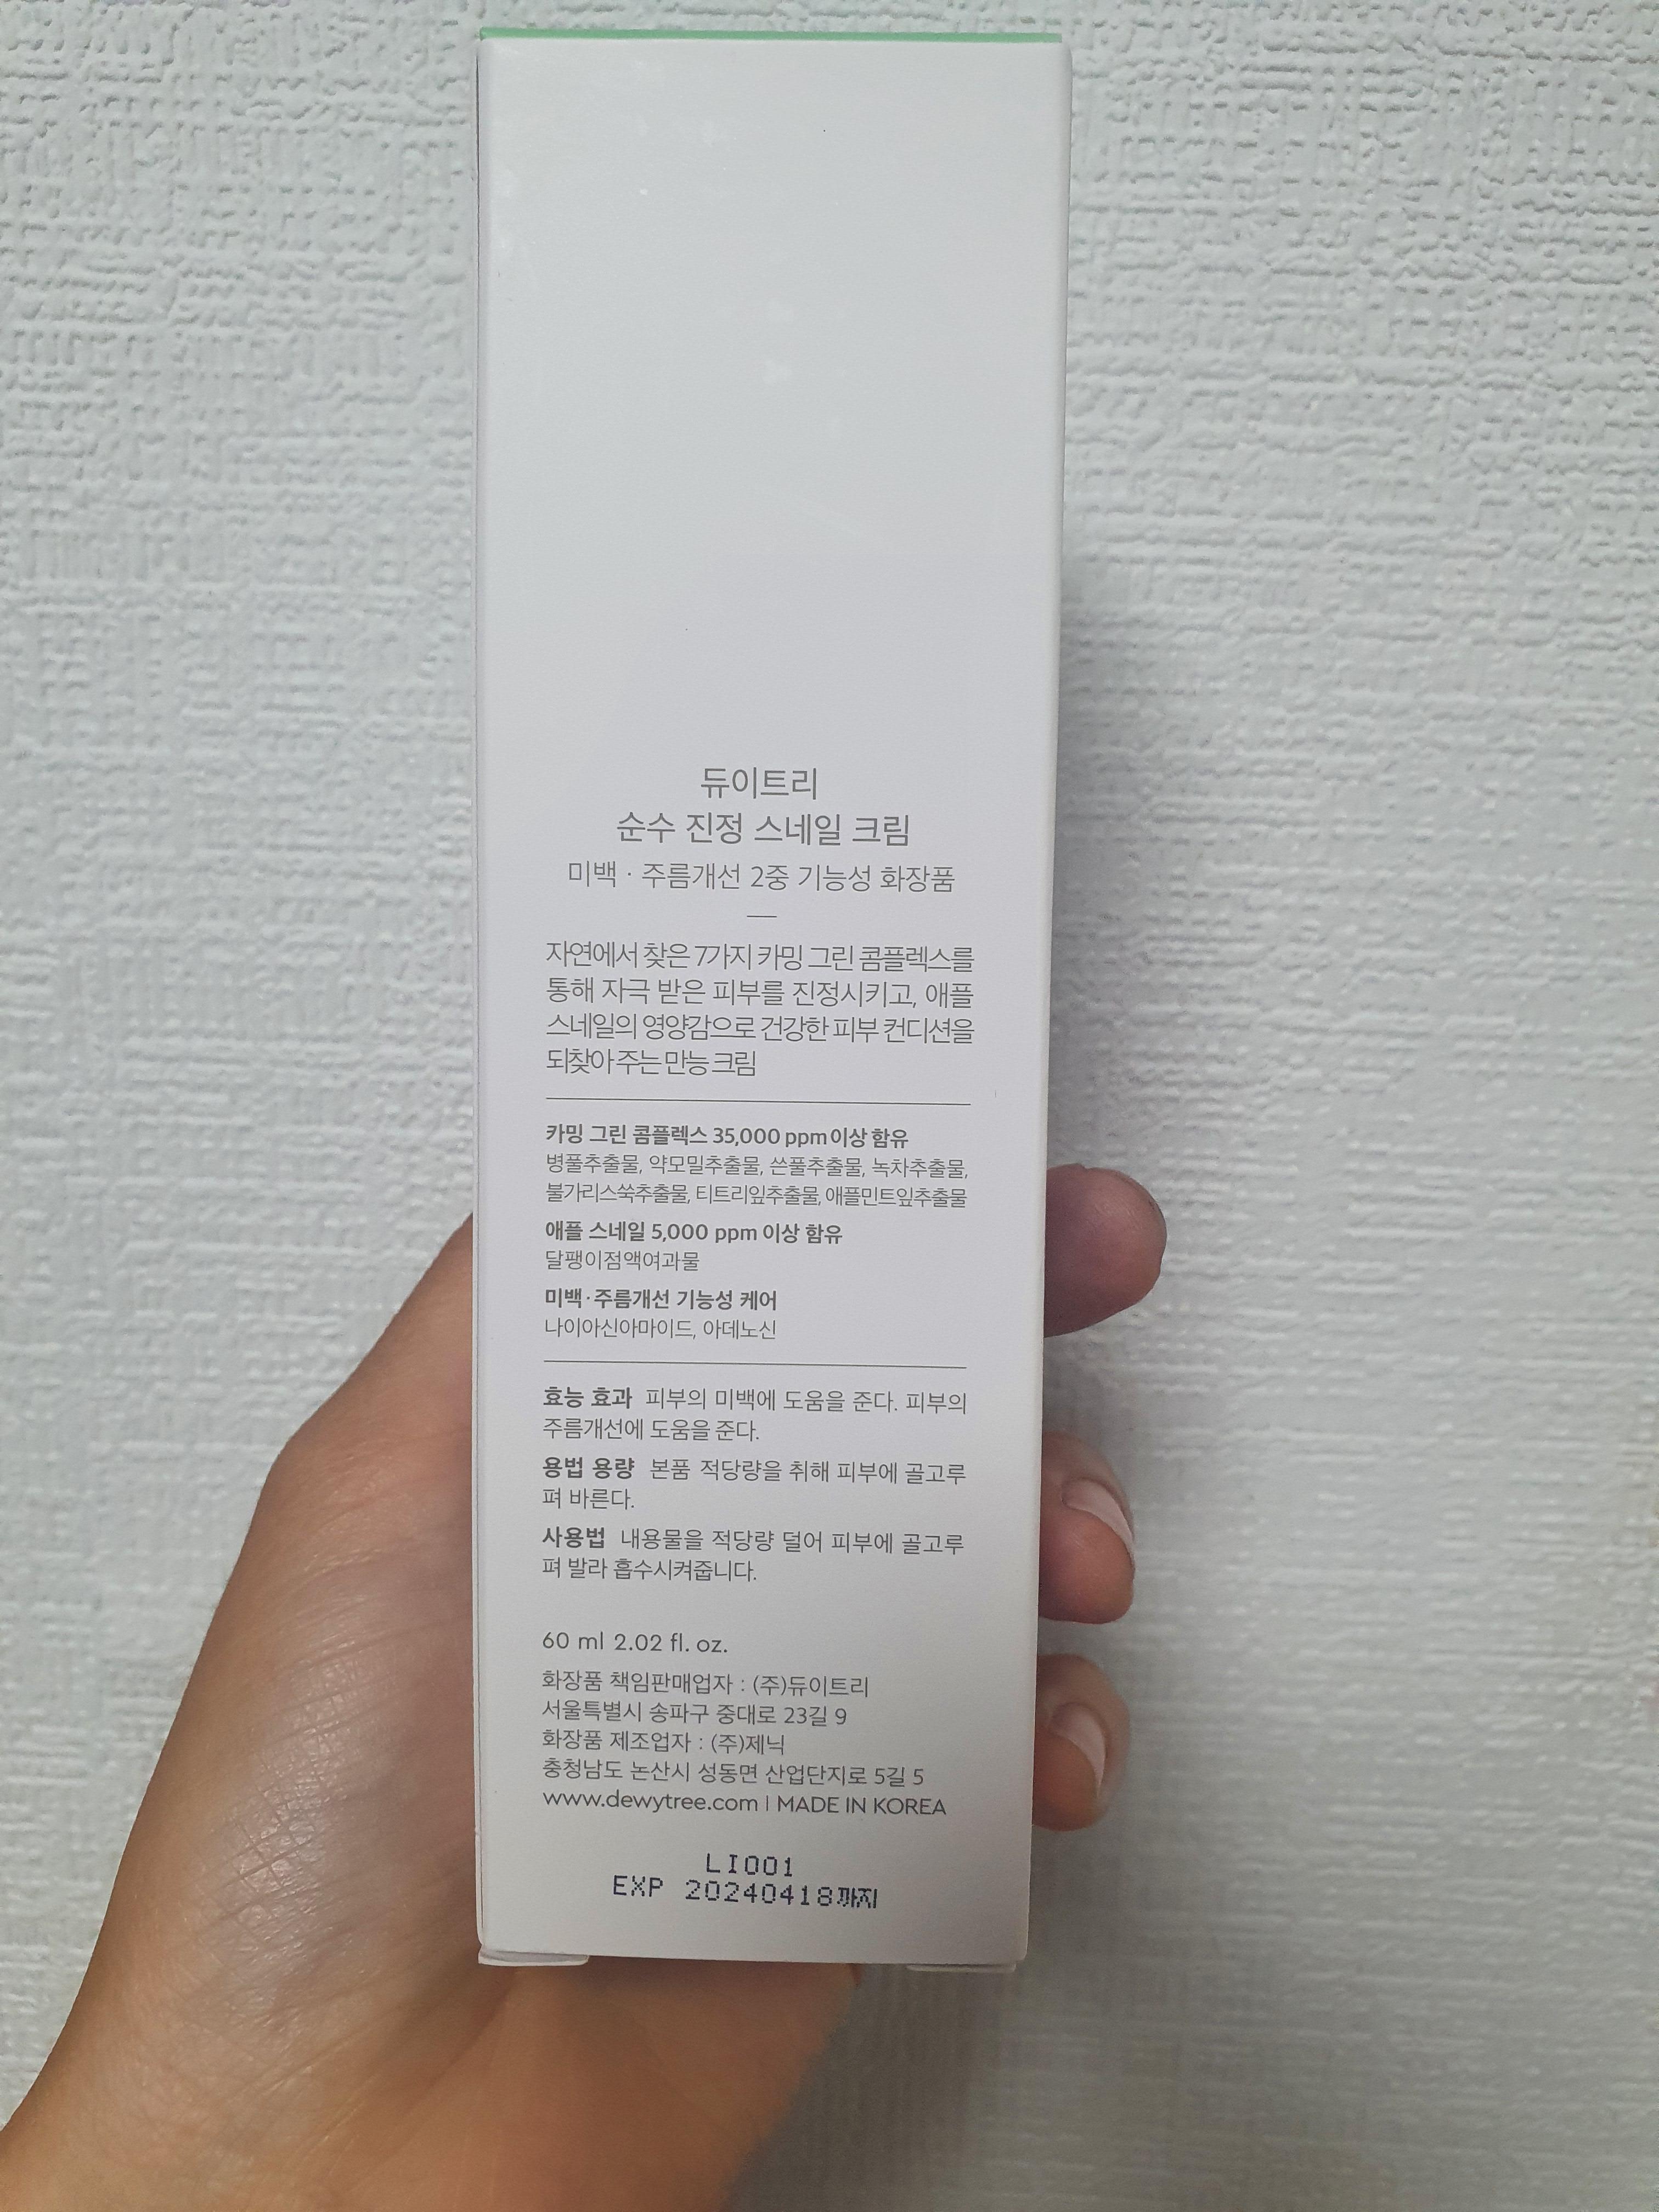 듀이트리
순수 진정 스네일 크림
미백 · 주름개선 2중 기능성 화장품
자연에서 찾은 7가지 카밍 그린 콤플렉스를
통해 자극 받은 피부를 진정시키고, 애플
스네일의 영양감으로 건강한 피부 컨디션을
되찾아 주는 만능 크림
카밍 그린 콤플렉스 35,000 ppm 이상 함유
병풀추출물, 약모밀추출물, 쓴풀추출물, 녹차추출물,
불가리스쑥추출물, 티트리잎추출물, 애플민트잎추출물
애플 스네일 5,000 ppm 이상 함유
달팽이점액여과물
미백·주름개선 기능성 케어
나이아신아마이드, 아데노신
효능 효과 피부의 미백에 도움을 준다. 피부의
주름개선에 도움을 준다.
용법 용량 본품 적당량을 취해 피부에 골고루
펴 바른다.
사용법 내용물을 적당량 덜어 피부에 골고루
펴 발라 흡수시켜줍니다.
60 ml 2.02 fl. oz.
화장품 책임판매업자 : (주)듀이트리
서울특별시 송파구 중대로 23길 9
화장품 제조업자 : (주)제닉
충청남도 논산시 성동면 산업단지로 5길 5
www.dewytree.com | MADE IN KOREA
LI001
EXP 20240418까지